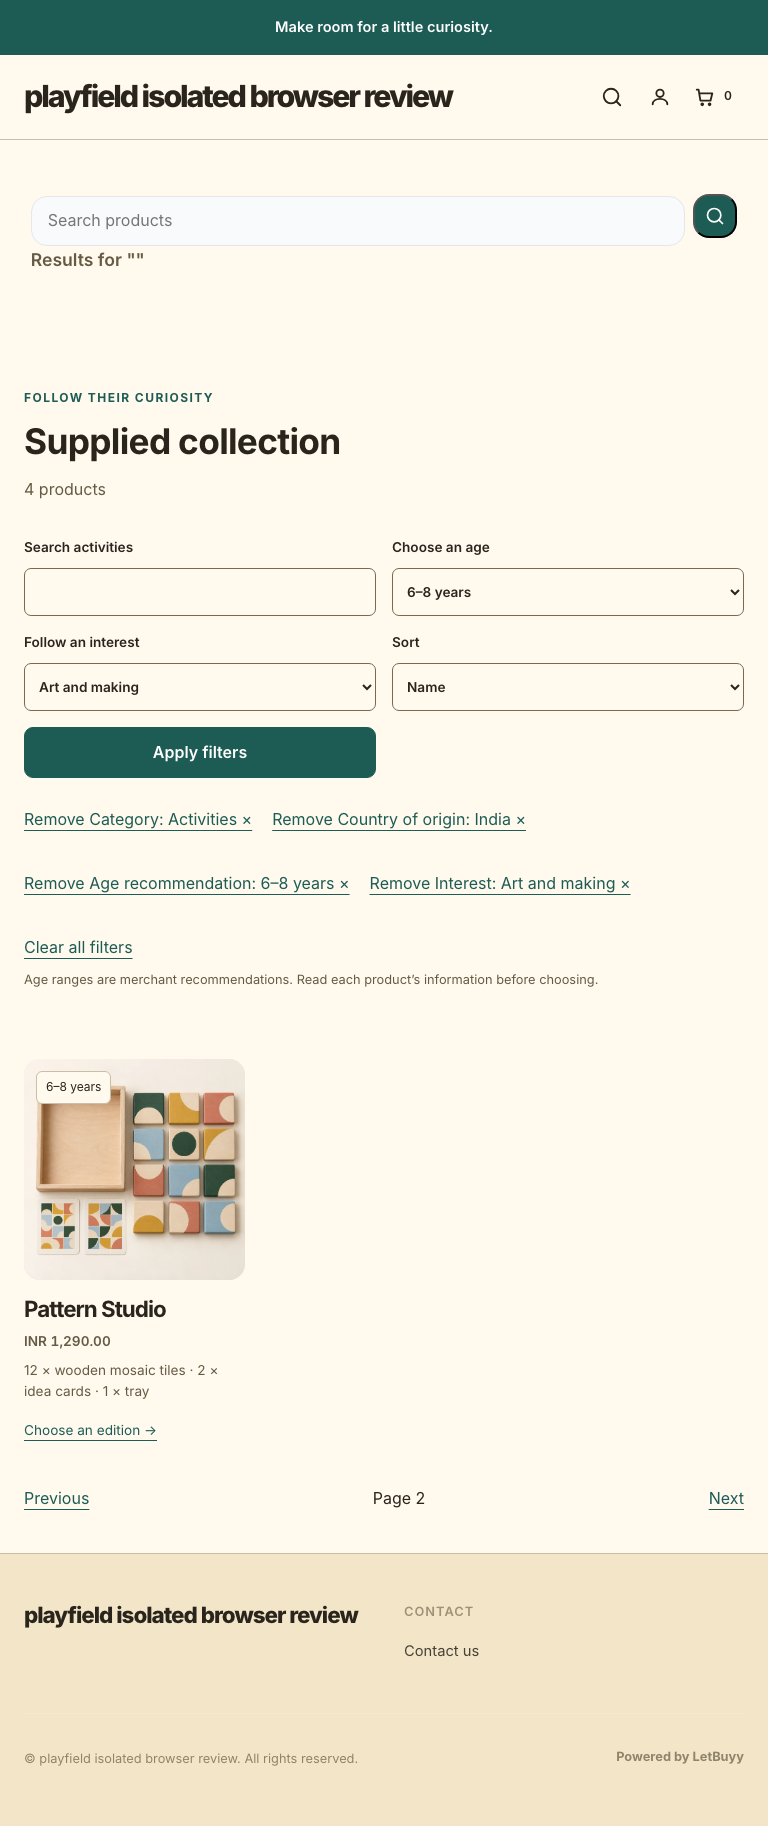 Make room for a little curiosity.
playfield isolated browser review
0
Search products
Results for ""
FOLLOW THEIR CURIOSITY
Supplied collection
4 products
Search activities
Choose an age
6–8 years
Follow an interest
Sort
Art and making
Name
Apply filters
Remove Category: Activities ×
Remove Country of origin: India ×
Remove Age recommendation: 6–8 years ×
Remove Interest: Art and making ×
Clear all filters
Age ranges are merchant recommendations. Read each product’s information before choosing.
6–8 years
Pattern Studio
INR 1,290.00
12 × wooden mosaic tiles · 2 ×
idea cards · 1 × tray
Choose an edition →
Previous
Page 2
Next
playfield isolated browser review
CONTACT
Contact us
© playfield isolated browser review. All rights reserved.
Powered by LetBuyy